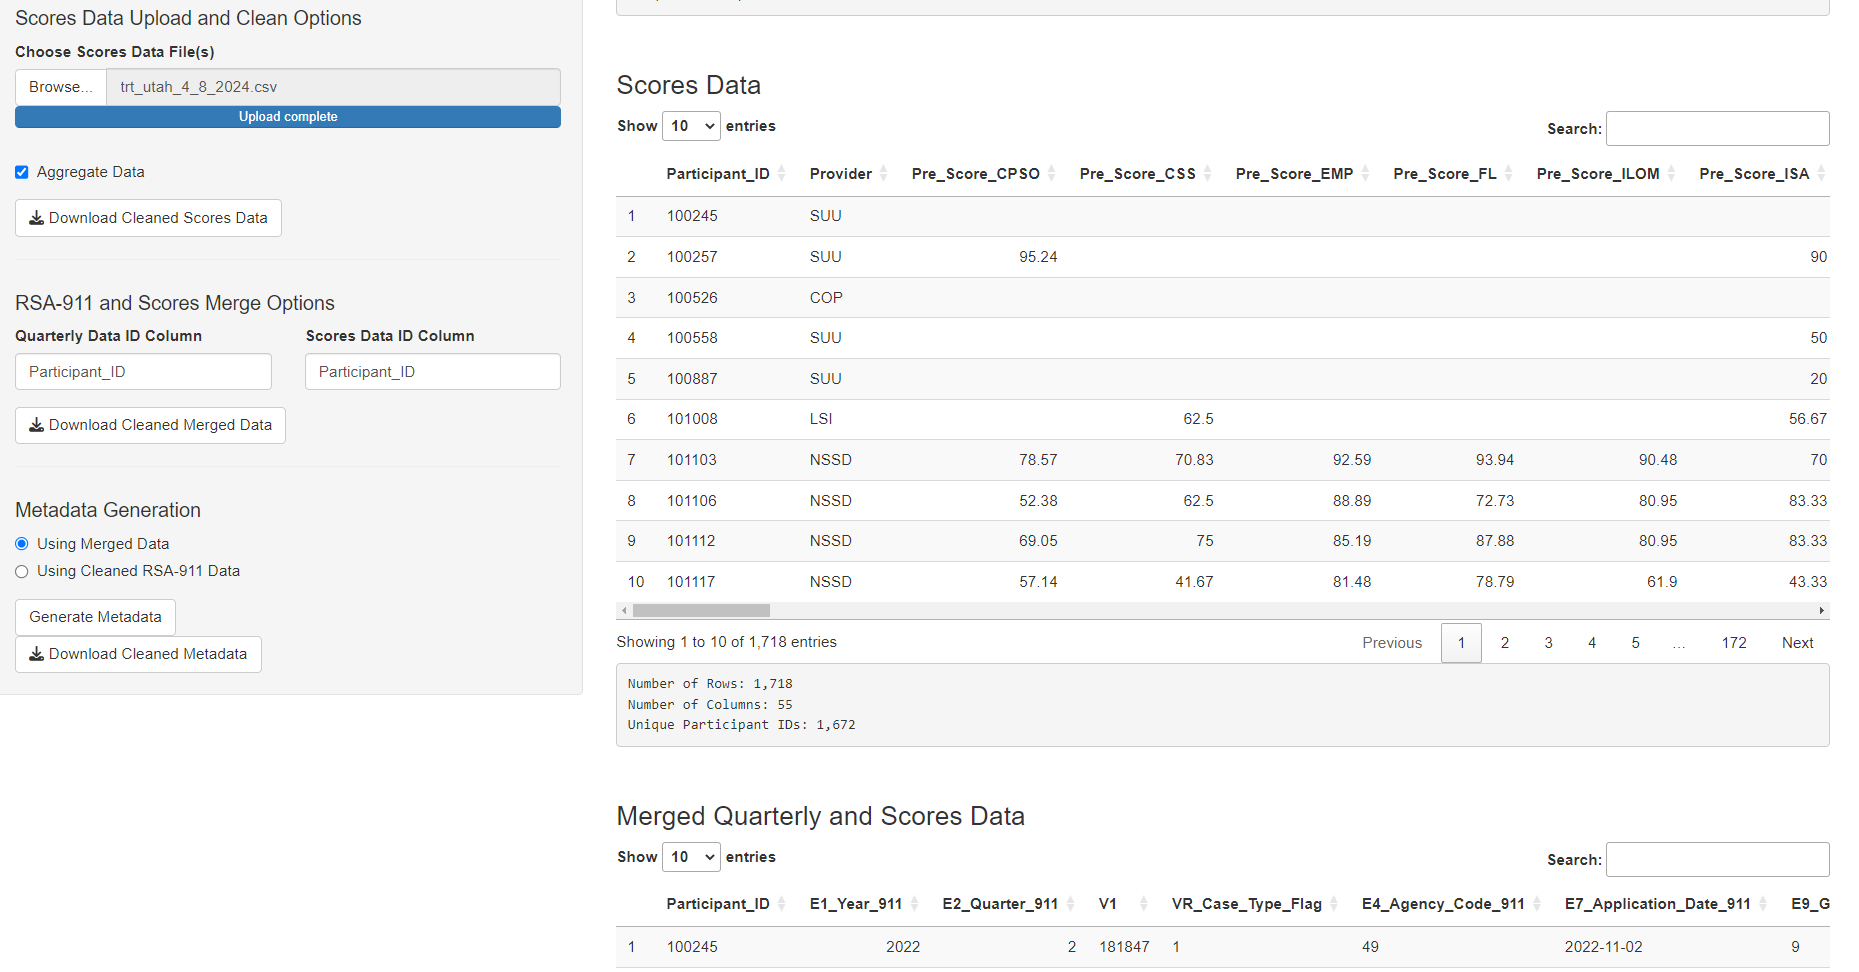 Scores Data Upload and Clean Options
Choose Scores Data File(s)
Browse... trt_utah_4_8_2024.csv
Upload complete
Aggregate Data
Download Cleaned Scores Data
RSA-911 and Scores Merge Options
Quarterly Data ID Column Scores Data ID Column
Participant_ID Participant_ID
Download Cleaned Merged Data
Metadata Generation
Using Merged Data
Using Cleaned RSA-911 Data
Generate Metadata
Download Cleaned Metadata
Scores Data
Show 10 entries Search:
Participant_ID Provider Pre_Score_CPSO Pre_Score_CSS Pre_Score_EMP Pre_Score_FL Pre_Score_ILOM Pre_Score_ISA
1 100245 SUU
2 100257 SUU 95.24 90
3 100526 COP
4 100558 SUU 50
5 100887 SUU 20
6 101008 LSI 62.5 56.67
7 101103 NSSD 78.57 70.83 92.59 93.94 90.48 70
8 101106 NSSD 52.38 62.5 88.89 72.73 80.95 83.33
9 101112 NSSD 69.05 75 85.19 87.88 80.95 83.33
10 101117 NSSD 57.14 41.67 81.48 78.79 61.9 43.33
Showing 1 to 10 of 1,718 entries Previous 1 2 3 4 5 ... 172 Next
Number of Rows: 1,718
Number of Columns: 55
Unique Participant IDs: 1,672
Merged Quarterly and Scores Data
Show 10 entries Search:
Participant_ID E1_Year_911 E2_Quarter_911 V1 VR_Case_Type_Flag E4_Agency_Code_911 E7_Application_Date_911 E9_G
1 100245 2022 2 181847 1 49 2022-11-02 9